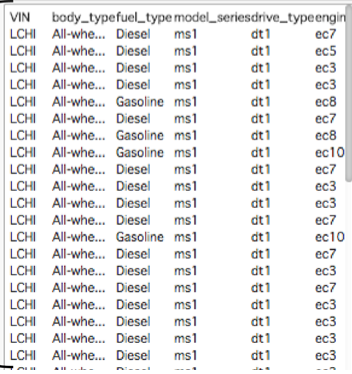 VIN body_type fuel_type model_series drive_type engin
LCHI All-whe... Diesel ms1 dt1 ec7
LCHI All-whe... Diesel ms1 dt1 ec5
LCHI All-whe... Diesel ms1 dt1 ec3
LCHI All-whe... Diesel ms1 dt1 ec3
LCHI All-whe... Gasoline ms1 dt1 ec8
LCHI All-whe... Diesel ms1 dt1 ec7
LCHI All-whe... Gasoline ms1 dt1 ec8
LCHI All-whe... Gasoline ms1 dt1 ec10
LCHI All-whe... Diesel ms1 dt1 ec7
LCHI All-whe... Diesel ms1 dt1 ec3
LCHI All-whe... Diesel ms1 dt1 ec3
LCHI All-whe... Diesel ms1 dt1 ec7
LCHI All-whe... Gasoline ms1 dt1 ec10
LCHI All-whe... Diesel ms1 dt1 ec7
LCHI All-whe... Diesel ms1 dt1 ec3
LCHI All-whe... Diesel ms1 dt1 ec7
LCHI All-whe... Diesel ms1 dt1 ec3
LCHI All-whe... Diesel ms1 dt1 ec3
LCHI All-whe... Diesel ms1 dt1 ec3
LCHI All-whe... Diesel ms1 dt1 ec3